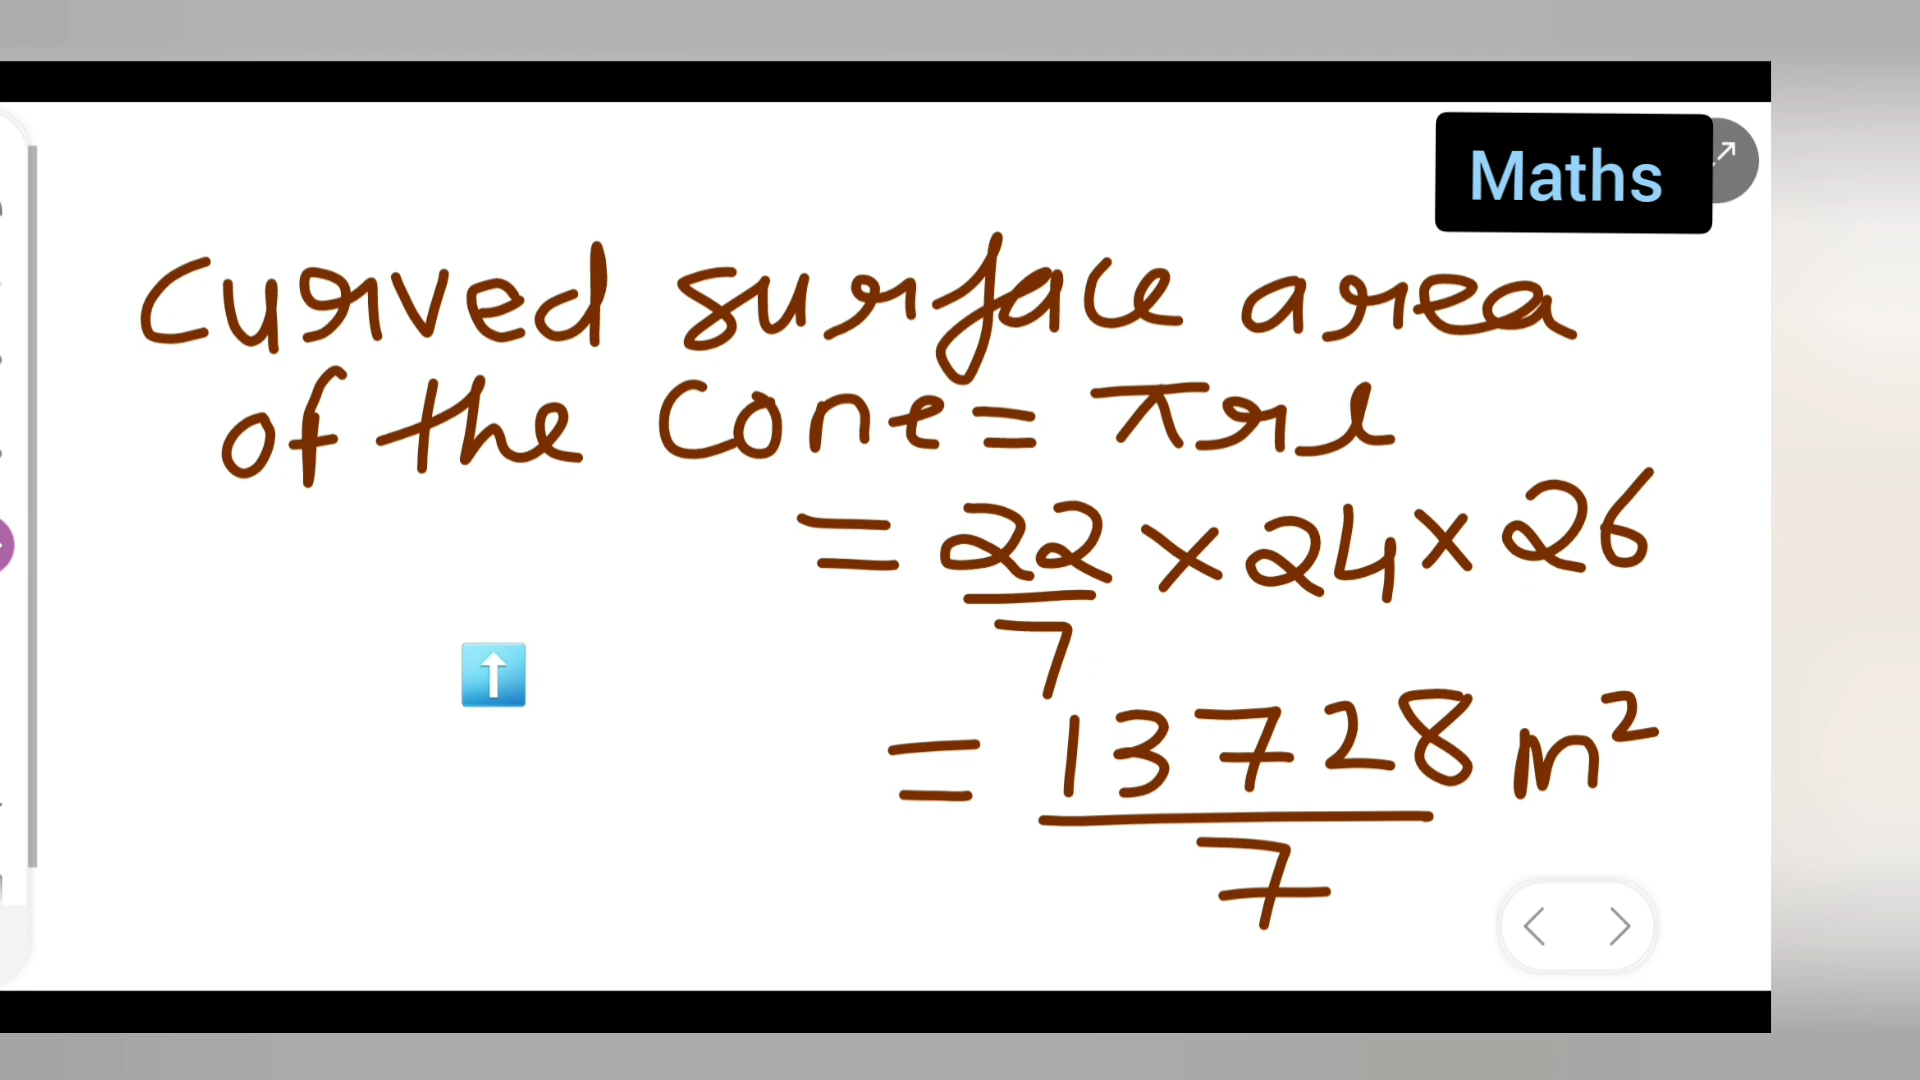 Maths
Curved surface area
of the cone = πrl
= 22/7 × 24 × 26
= 13728/7 m²